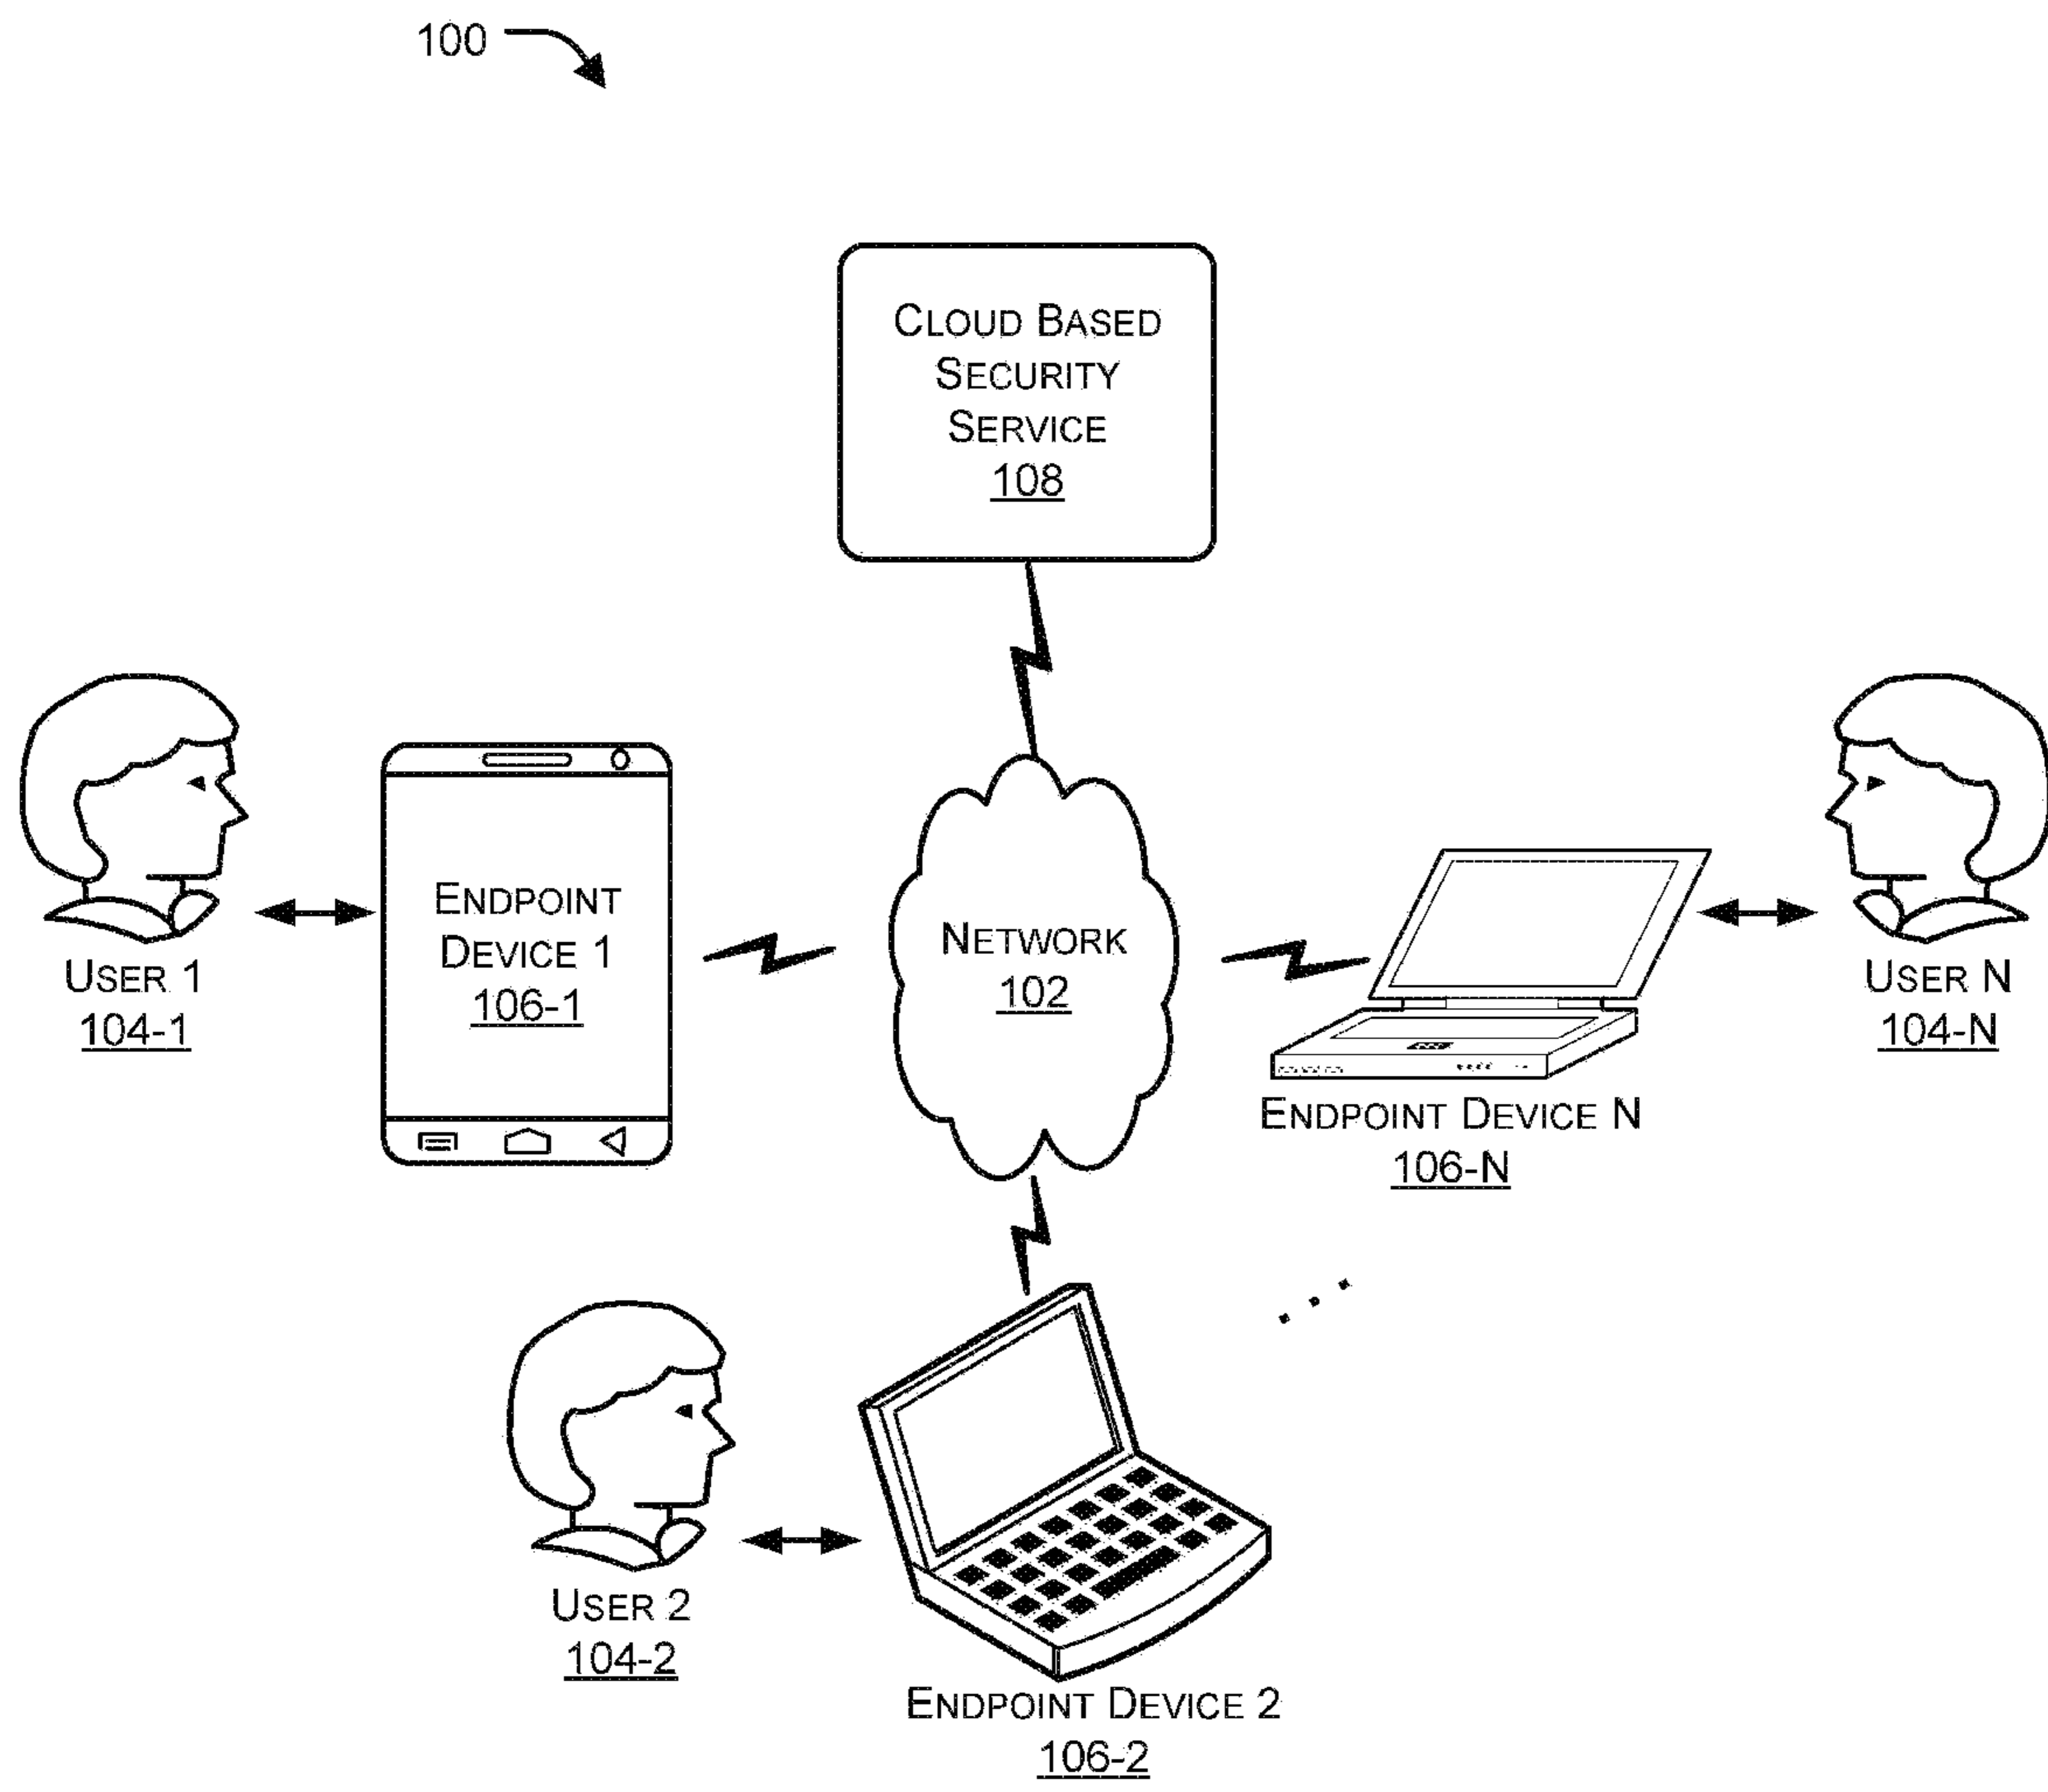 100
CLOUD BASED
SECURITY
SERVICE
108
USER 1
104-1
ENDPOINT
DEVICE 1
106-1
NETWORK
102
ENDPOINT DEVICE N
106-N
USER N
104-N
USER 2
104-2
ENDPOINT DEVICE 2
106-2